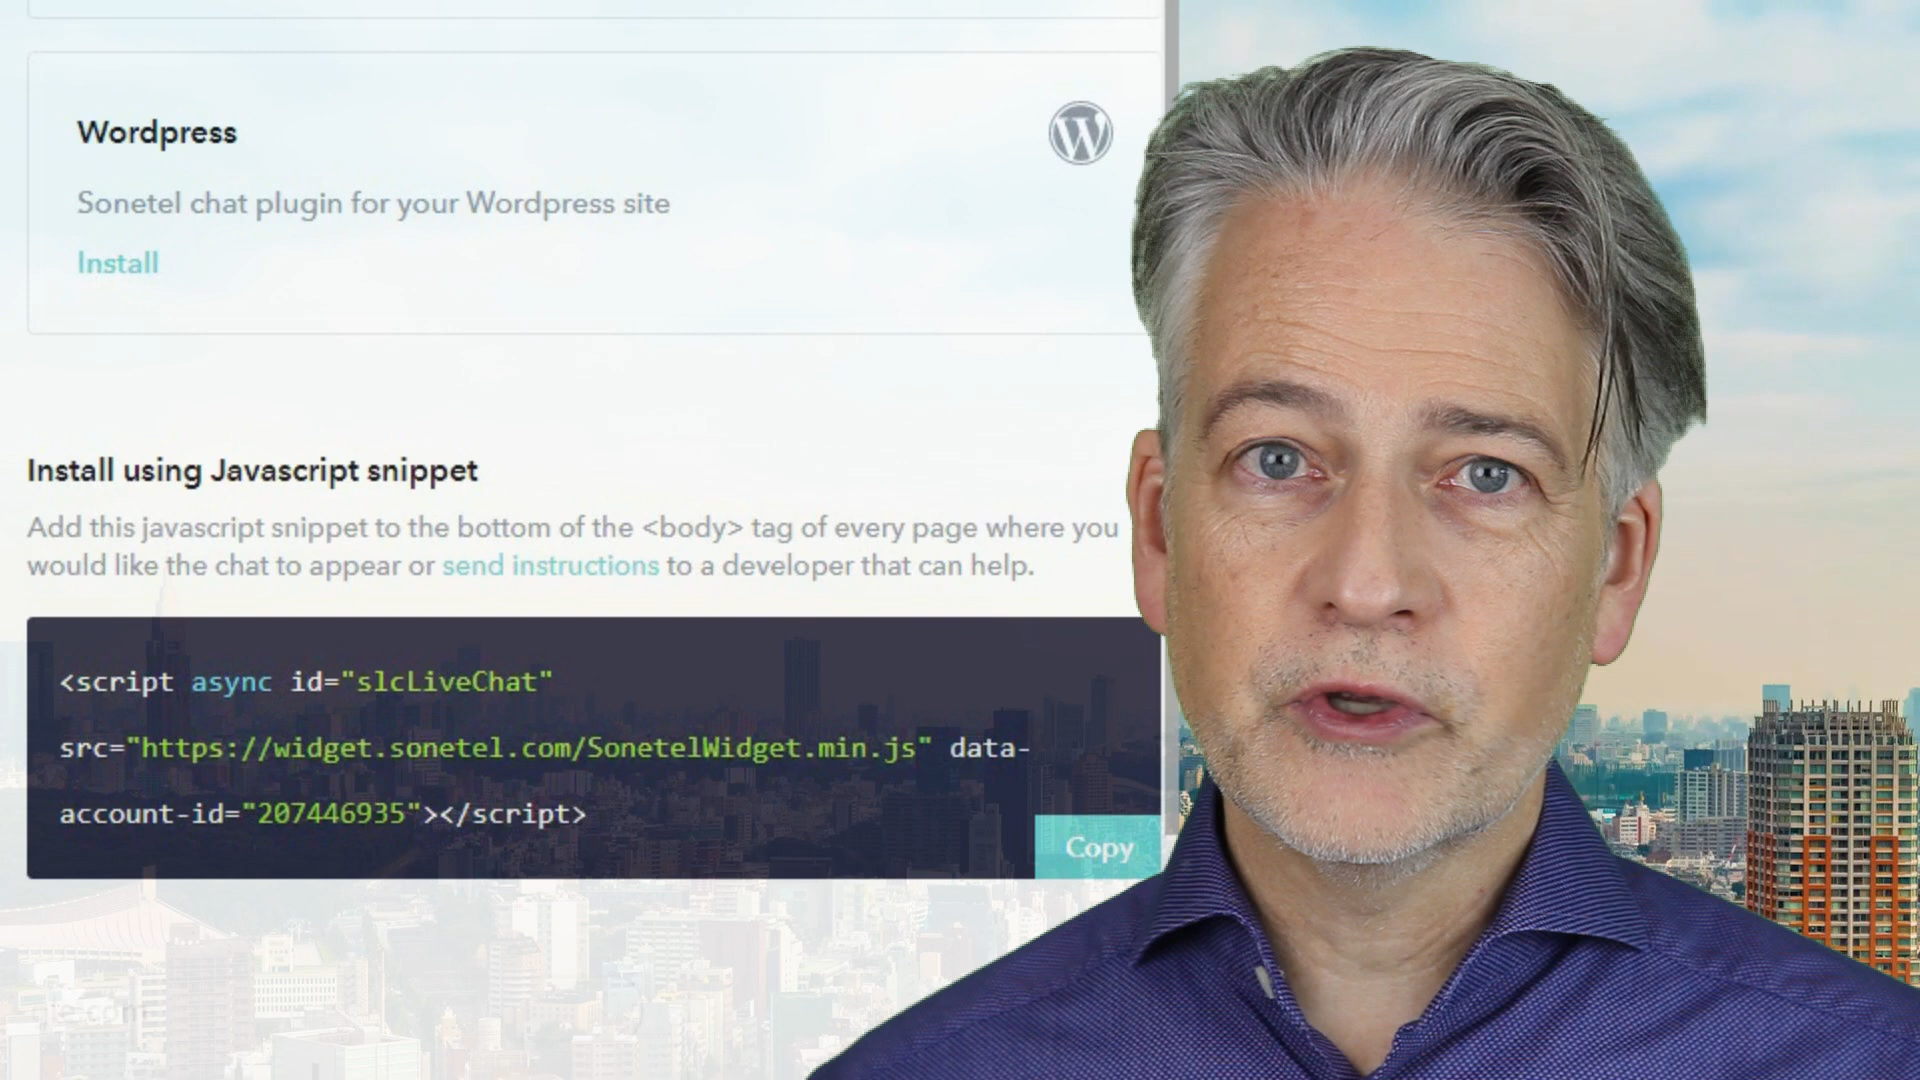 Wordpress
Sonetel chat plugin for your Wordpress site
Install
Install using Javascript snippet
Add this javascript snippet to the bottom of the <body> tag of every page where you
would like the chat to appear or send instructions to a developer that can help.
<script async id="slcLiveChat"
src="https://widget.sonetel.com/SonetelWidget.min.js" data-
account-id="207446935"></script>
Copy